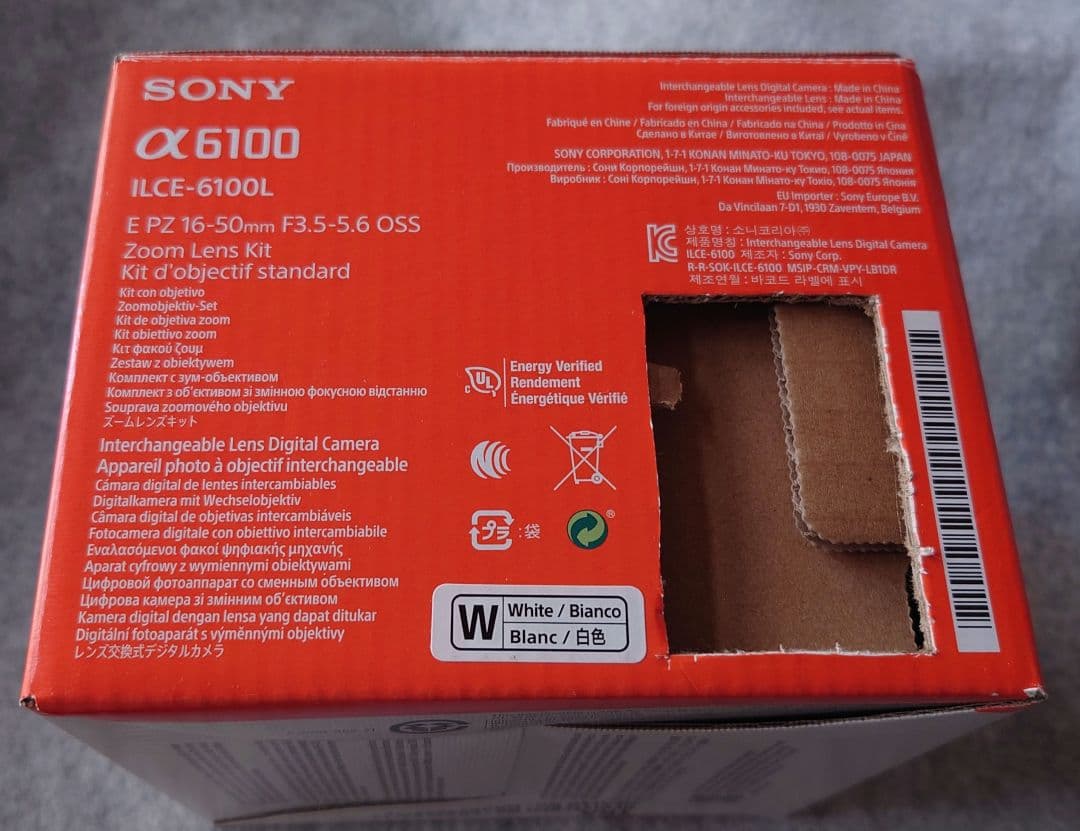 SONY
α6100
ILCE-6100L
E PZ 16-50mm F3.5-5.6 OSS
Zoom Lens Kit
Kit d'objectif standard
Kit con objetivo
Zoomobjektiv-Set
Kit de objetiva zoom
Kit obiettivo zoom
Κιτ φακού ζουμ
Zestaw z obiektywem
Комплект с зум-объективом
Комплект з об'єктивом зі змінною фокусною відстанню
Souprava zoomového objektivu
ズームレンズキット
Interchangeable Lens Digital Camera
Appareil photo à objectif interchangeable
Cámara digital de lentes intercambiables
Digitalkamera mit Wechselobjektiv
Câmara digital de objetivas intercambiáveis
Fotocamera digitale con obiettivo intercambiabile
Εναλασόμενοι φακοί ψηφιακής μηχανής
Aparat cyfrowy z wymiennymi obiektywami
Цифровой фотоаппарат со сменным объективом
Цифрова камера зі змінним об'єктивом
Kamera digital dengan lensa yang dapat ditukar
Digitální fotoaparát s výměnnými objektivy
レンズ交換式デジタルカメラ
Interchangeable Lens Digital Camera : Made in China
Interchangeable Lens : Made in China
For foreign origin accessories included, see actual items.
Fabriqué en Chine / Fabricado en China / Fabricado na China / Prodotto in Cina
Сделано в Китае / Виготовлено в Китаї / Vyrobeno v Číně
SONY CORPORATION, 1-7-1 KONAN MINATO-KU TOKYO, 108-0075 JAPAN
Производитель : Сони Корпорейшн, 1-7-1 Конан Минато-ку Токио, 108-0075 Япония
Виробник : Соні Корпорейшн, 1-7-1 Конан Мінато-ку Токіо, 108-0075 Японія
EU Importer : Sony Europe B.V.
Da Vincilaan 7-D1, 1930 Zaventem, Belgium
상호명 : 소니코리아㈜
제품명칭 : Interchangeable Lens Digital Camera
ILCE-6100 제조자 : Sony Corp.
R-R-SOK-ILCE-6100 MSIP-CRM-VPY-LB1DR
제조연월 : 바코드 라벨에 표시
c UL
Energy Verified
Rendement
Énergétique Vérifié
プラ : 袋
®
W
White / Bianco
Blanc / 白色